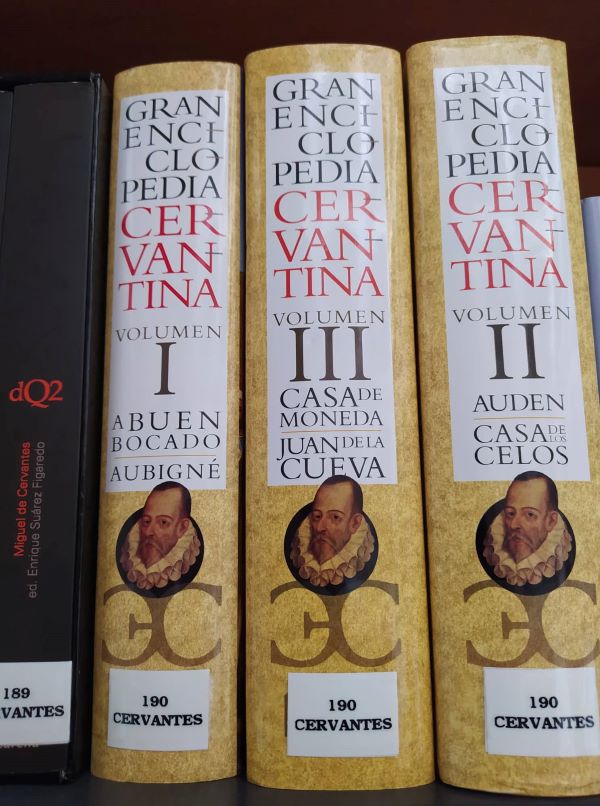 dQ2
Miguel de Cervantes
ed. Enrique Suárez Figaredo
189
GRAN
ENCI-
CLO-
PEDIA
CER-
VAN-
TINA
VOLUMEN
I
A BUEN
BOCADO
AUBIGNÉ
190
CERVANTES
GRAN
ENCI-
CLO-
PEDIA
CER-
VAN-
TINA
VOLUMEN
III
CASA DE
MONEDA
JUAN DE LA
CUEVA
190
CERVANTES
GRAN
ENCI-
CLO-
PEDIA
CER-
VAN-
TINA
VOLUMEN
II
AUDEN
CASA DE LOS
CELOS
190
CERVANTES